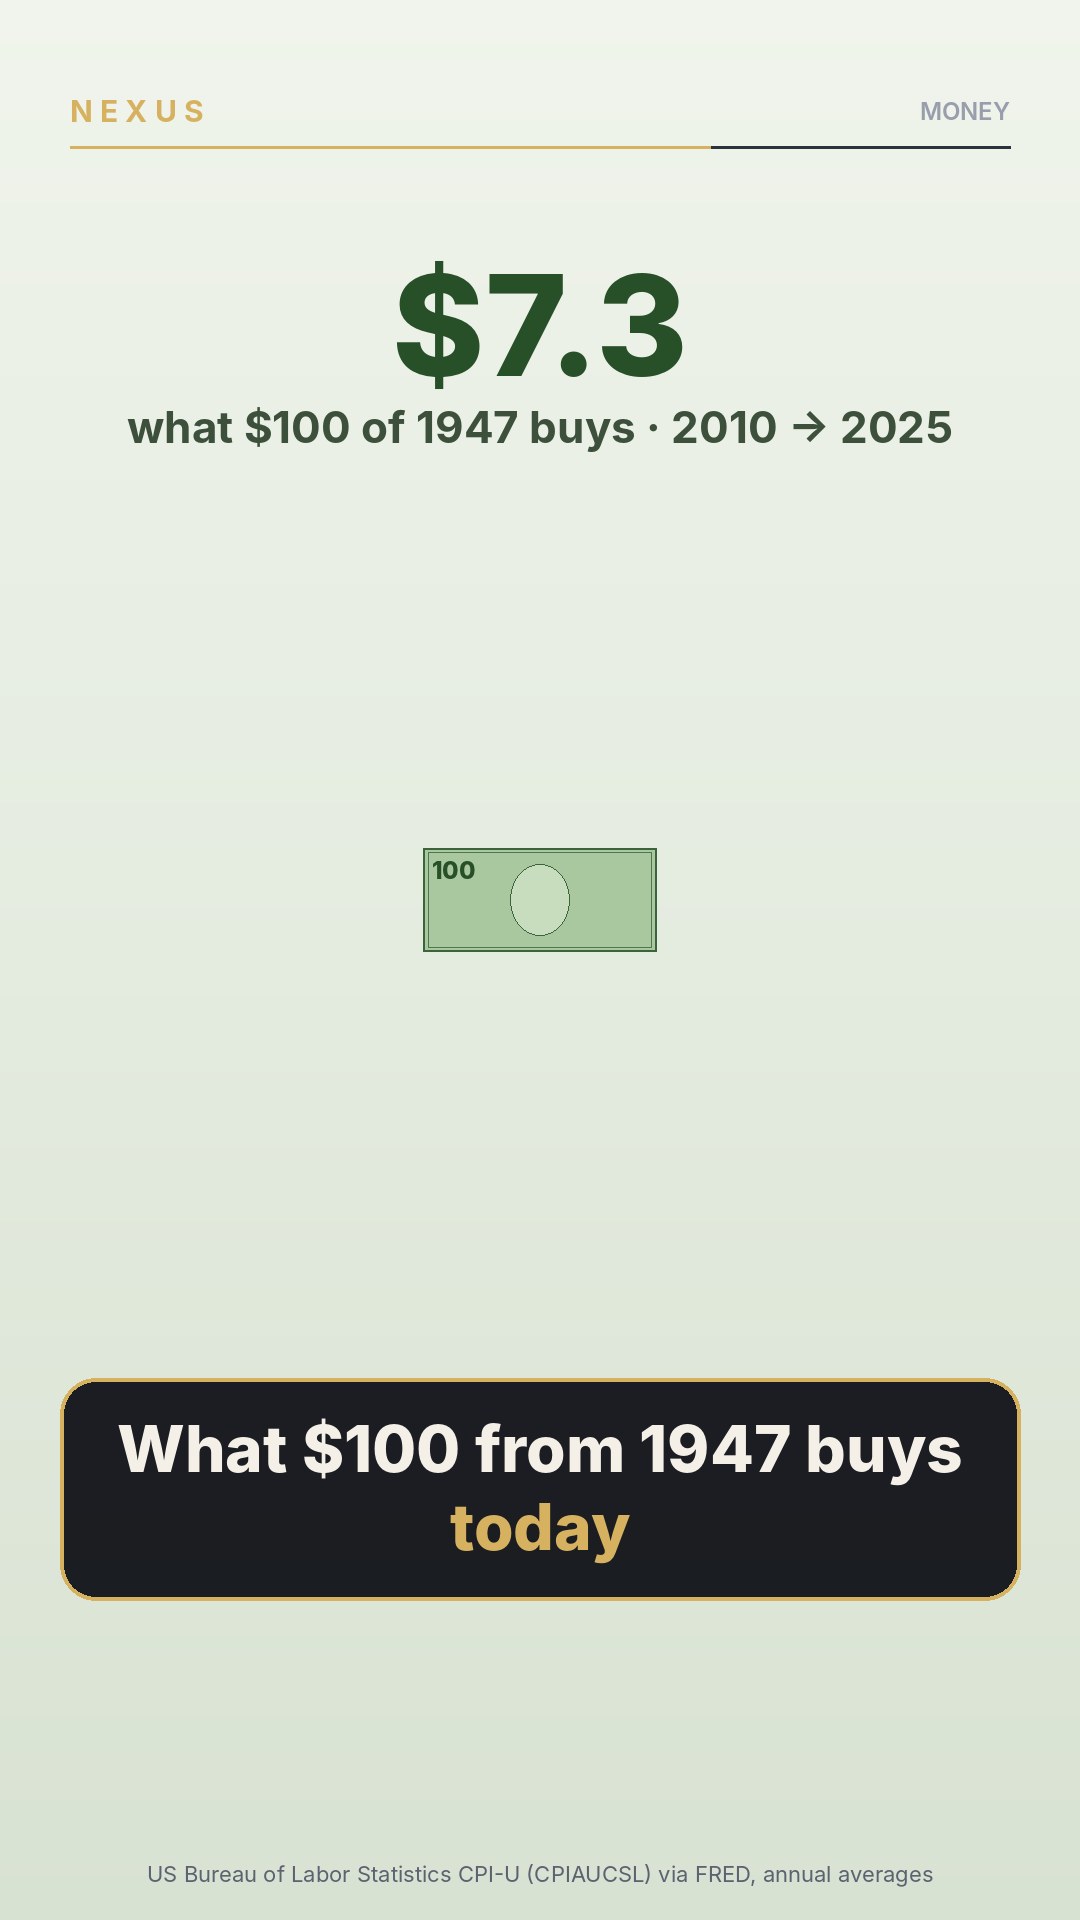 NEXUS
MONEY
$7.3
what $100 of 1947 buys · 2010 → 2025
100
What $100 from 1947 buys
today
US Bureau of Labor Statistics CPI-U (CPIAUCSL) via FRED, annual averages